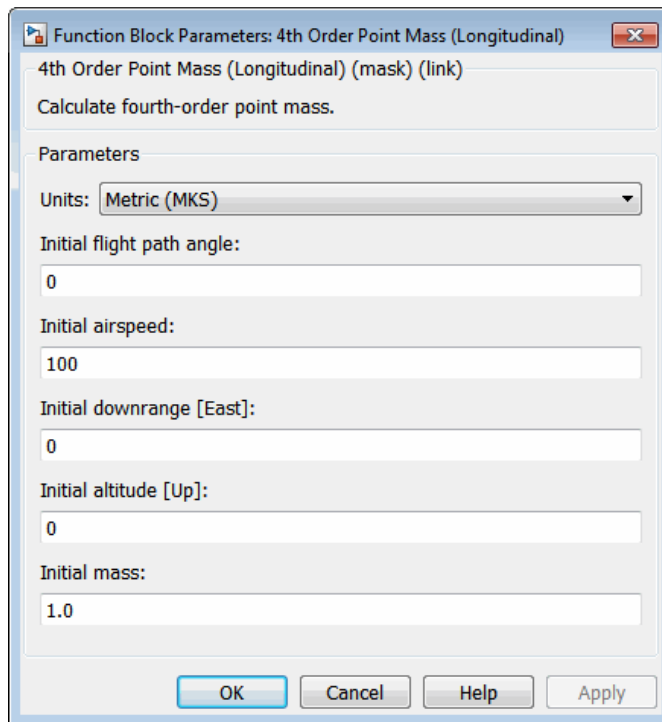 Function Block Parameters: 4th Order Point Mass (Longitudinal)
4th Order Point Mass (Longitudinal) (mask) (link)
Calculate fourth-order point mass.
Parameters
Units: Metric (MKS)
Initial flight path angle:
0
Initial airspeed:
100
Initial downrange [East]:
0
Initial altitude [Up]:
0
Initial mass:
1.0
OK Cancel Help Apply